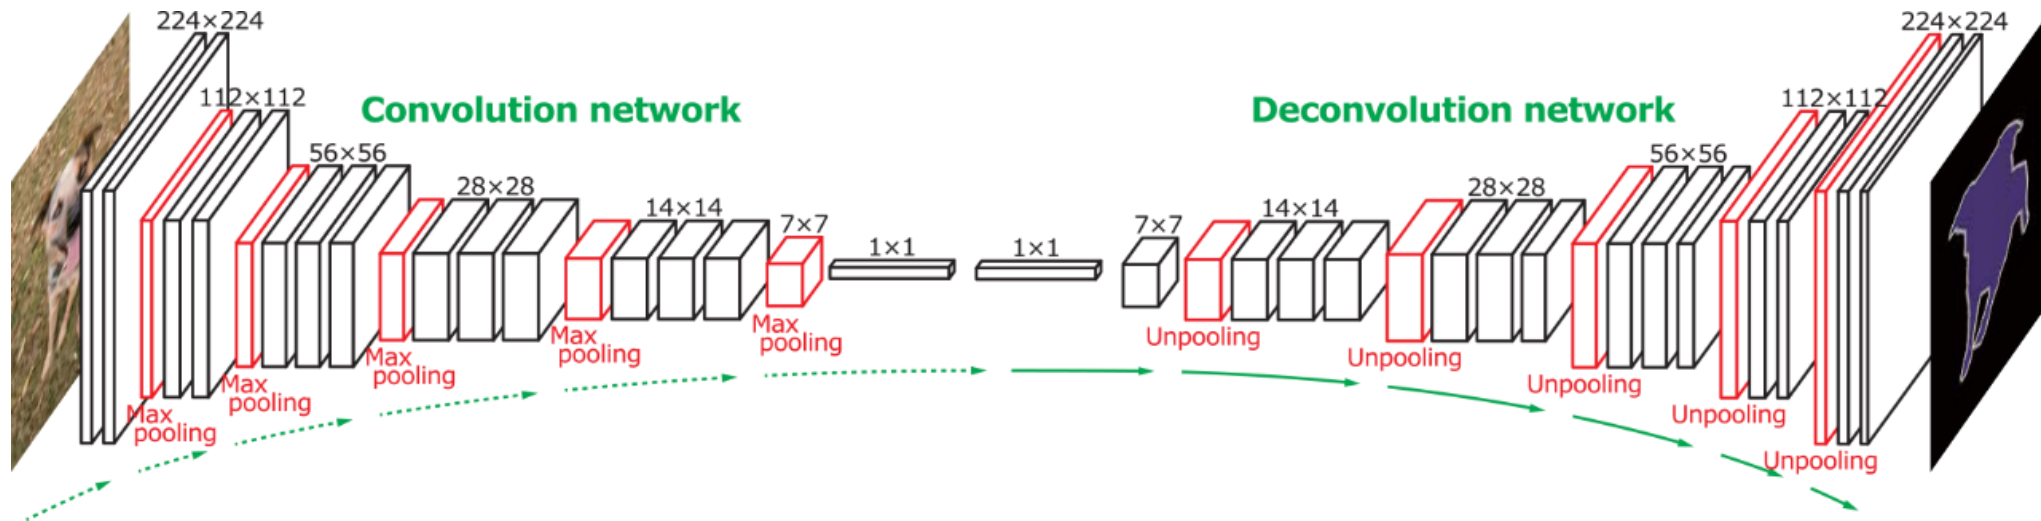 224×224
112×112
Convolution network
56×56
28×28
14×14
7×7
1×1
1×1
Deconvolution network
7×7
14×14
28×28
56×56
112×112
224×224
Max
pooling
Max
pooling
Max
pooling
Max
pooling
Max
pooling
Unpooling
Unpooling
Unpooling
Unpooling
Unpooling